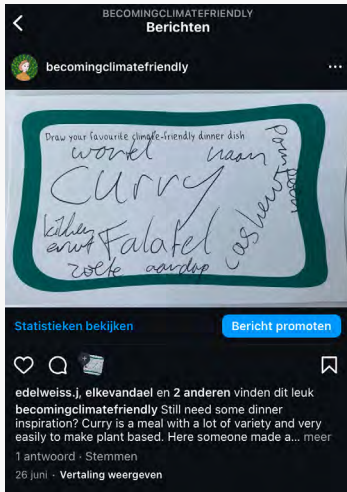 BECOMINGCLIMATEFRIENDLY
Berichten
becomingclimatefriendly
Draw your favourite climate-friendly dinner dish
wortel naan
Curry
kikker
erwt Falafel
zoete aardap
cashewt
Statistieken bekijken
Bericht promoten
edelweiss.j, elkevandael en 2 anderen vinden dit leuk
becomingclimatefriendly Still need some dinner
inspiration? Curry is a meal with a lot of variety and very
easily to make plant based. Here someone made a... meer
1 antwoord · Stemmen
26 juni · Vertaling weergeven